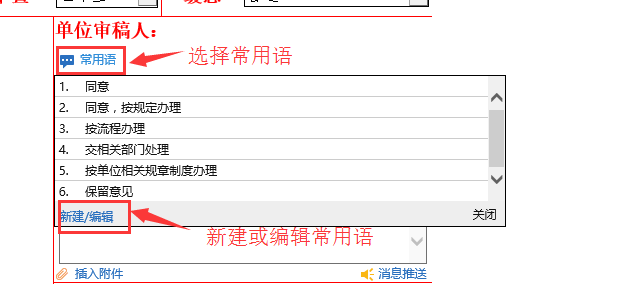 单位审稿人：
常用语
选择常用语
1. 同意
2. 同意，按规定办理
3. 按流程办理
4. 交相关部门处理
5. 按单位相关规章制度办理
6. 保留意见
新建/编辑
关闭
新建或编辑常用语
插入附件
消息推送